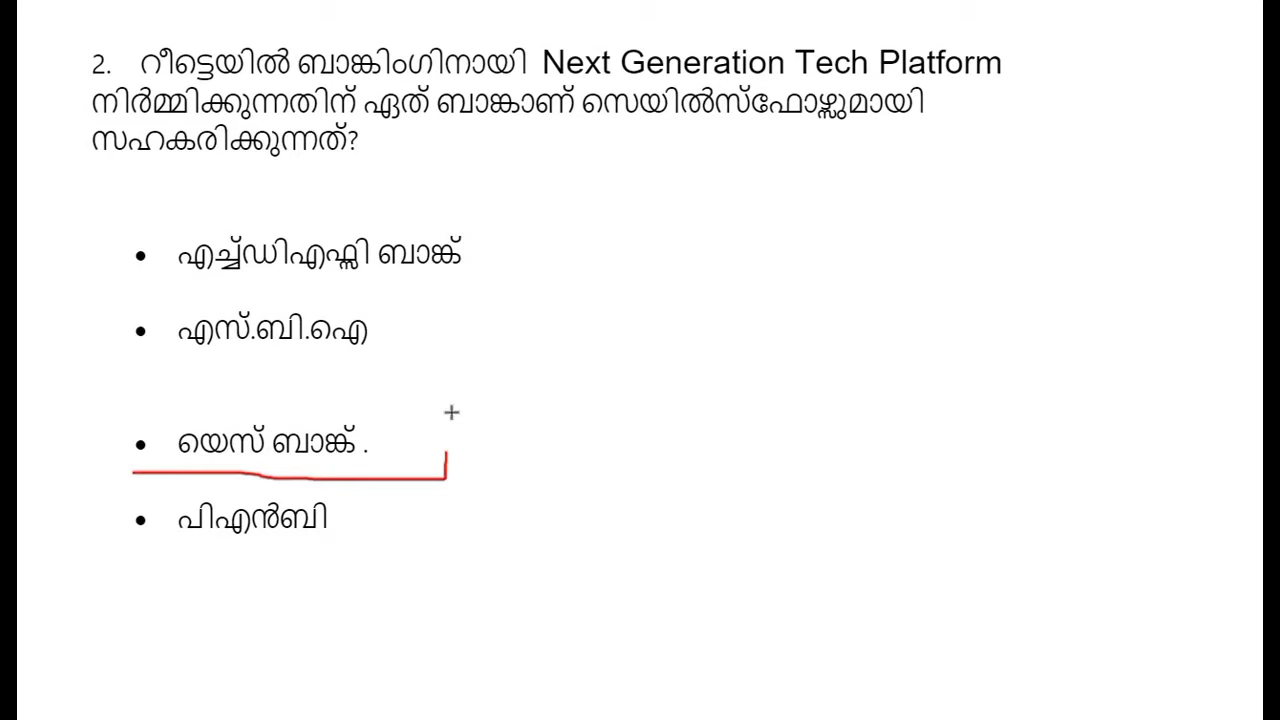 2. റീട്ടെയിൽ ബാങ്കിംഗിനായി Next Generation Tech Platform
നിർമ്മിക്കുന്നതിന് ഏത് ബാങ്കാണ് സെയിൽസ്ഫോഴ്സുമായി
സഹകരിക്കുന്നത്?
• എച്ച്ഡിഎഫ്സി ബാങ്ക്
• എസ്.ബി.ഐ
• യെസ് ബാങ്ക് .
• പിഎൻബി